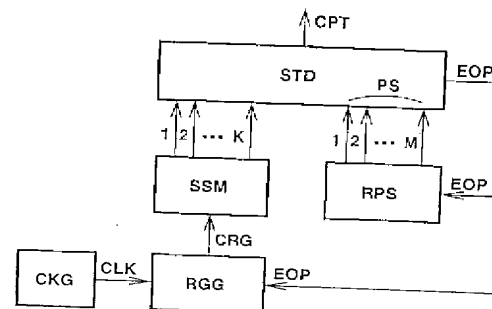 CPT
STD
PS
EOP
1 2 ... K
1 2 ... M
SSM
RPS
EOP
CRG
CKG
CLK
RGG
EOP